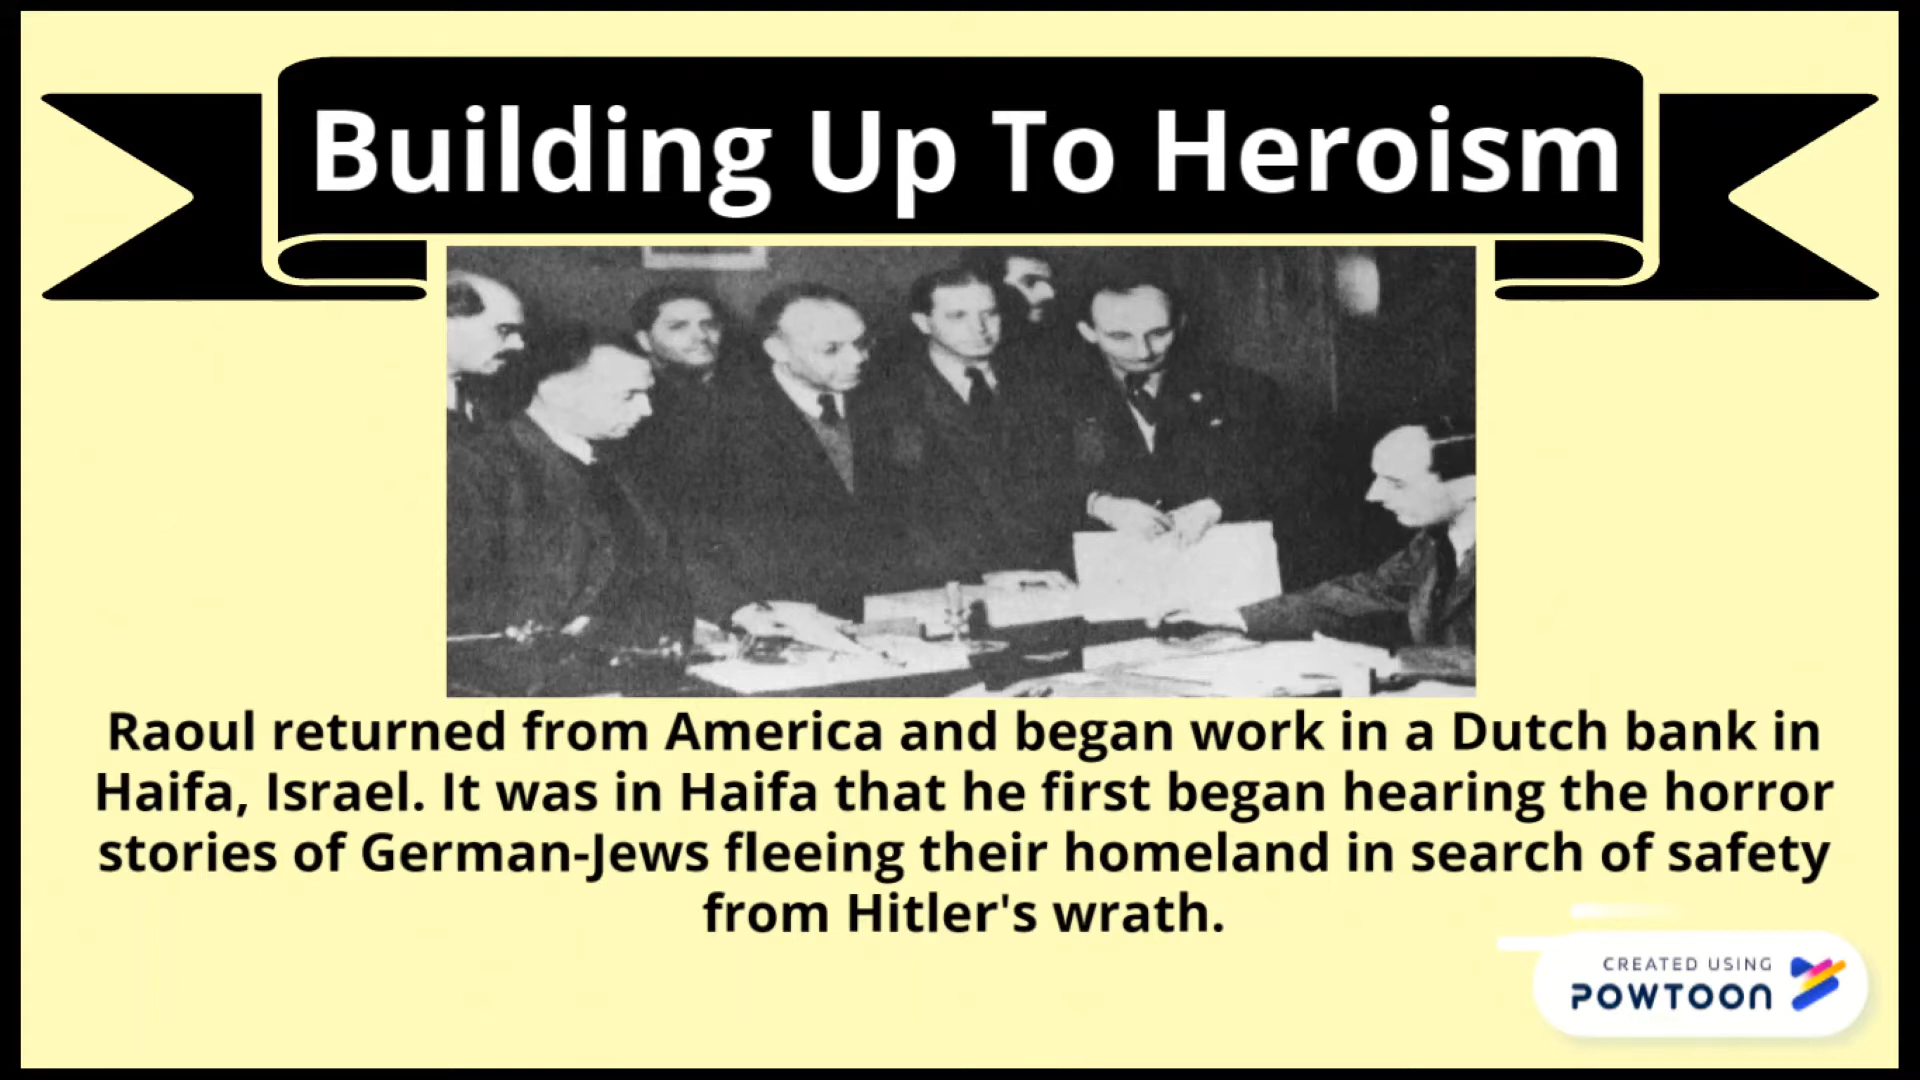 Building Up To Heroism
Raoul returned from America and began work in a Dutch bank in
Haifa, Israel. It was in Haifa that he first began hearing the horror
stories of German-Jews fleeing their homeland in search of safety
from Hitler's wrath.
CREATED USING
POWTOON